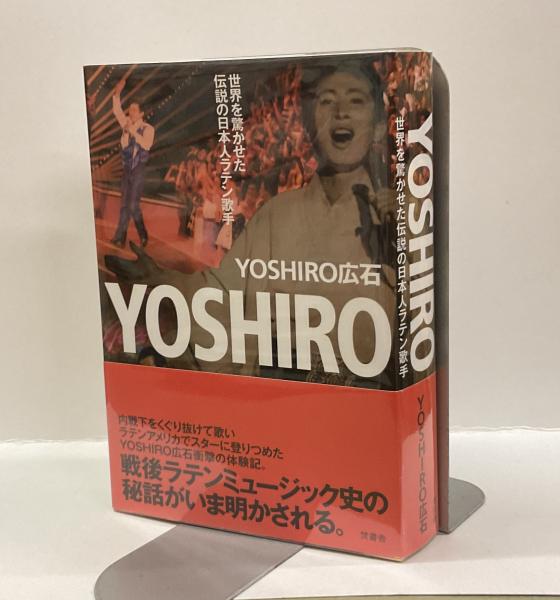 世界を驚かせた
伝説の日本人ラテン歌手
YOSHIRO広石
YOSHIRO
内戦下をくぐり抜けて歌い
ラテンアメリカでスターに登りつめた
YOSHIRO広石衝撃の体験記。
戦後ラテンミュージック史の
秘話がいま明かされる。
焚書舎
世界を驚かせた伝説の日本人ラテン歌手
YOSHIRO
YOSHIRO広石